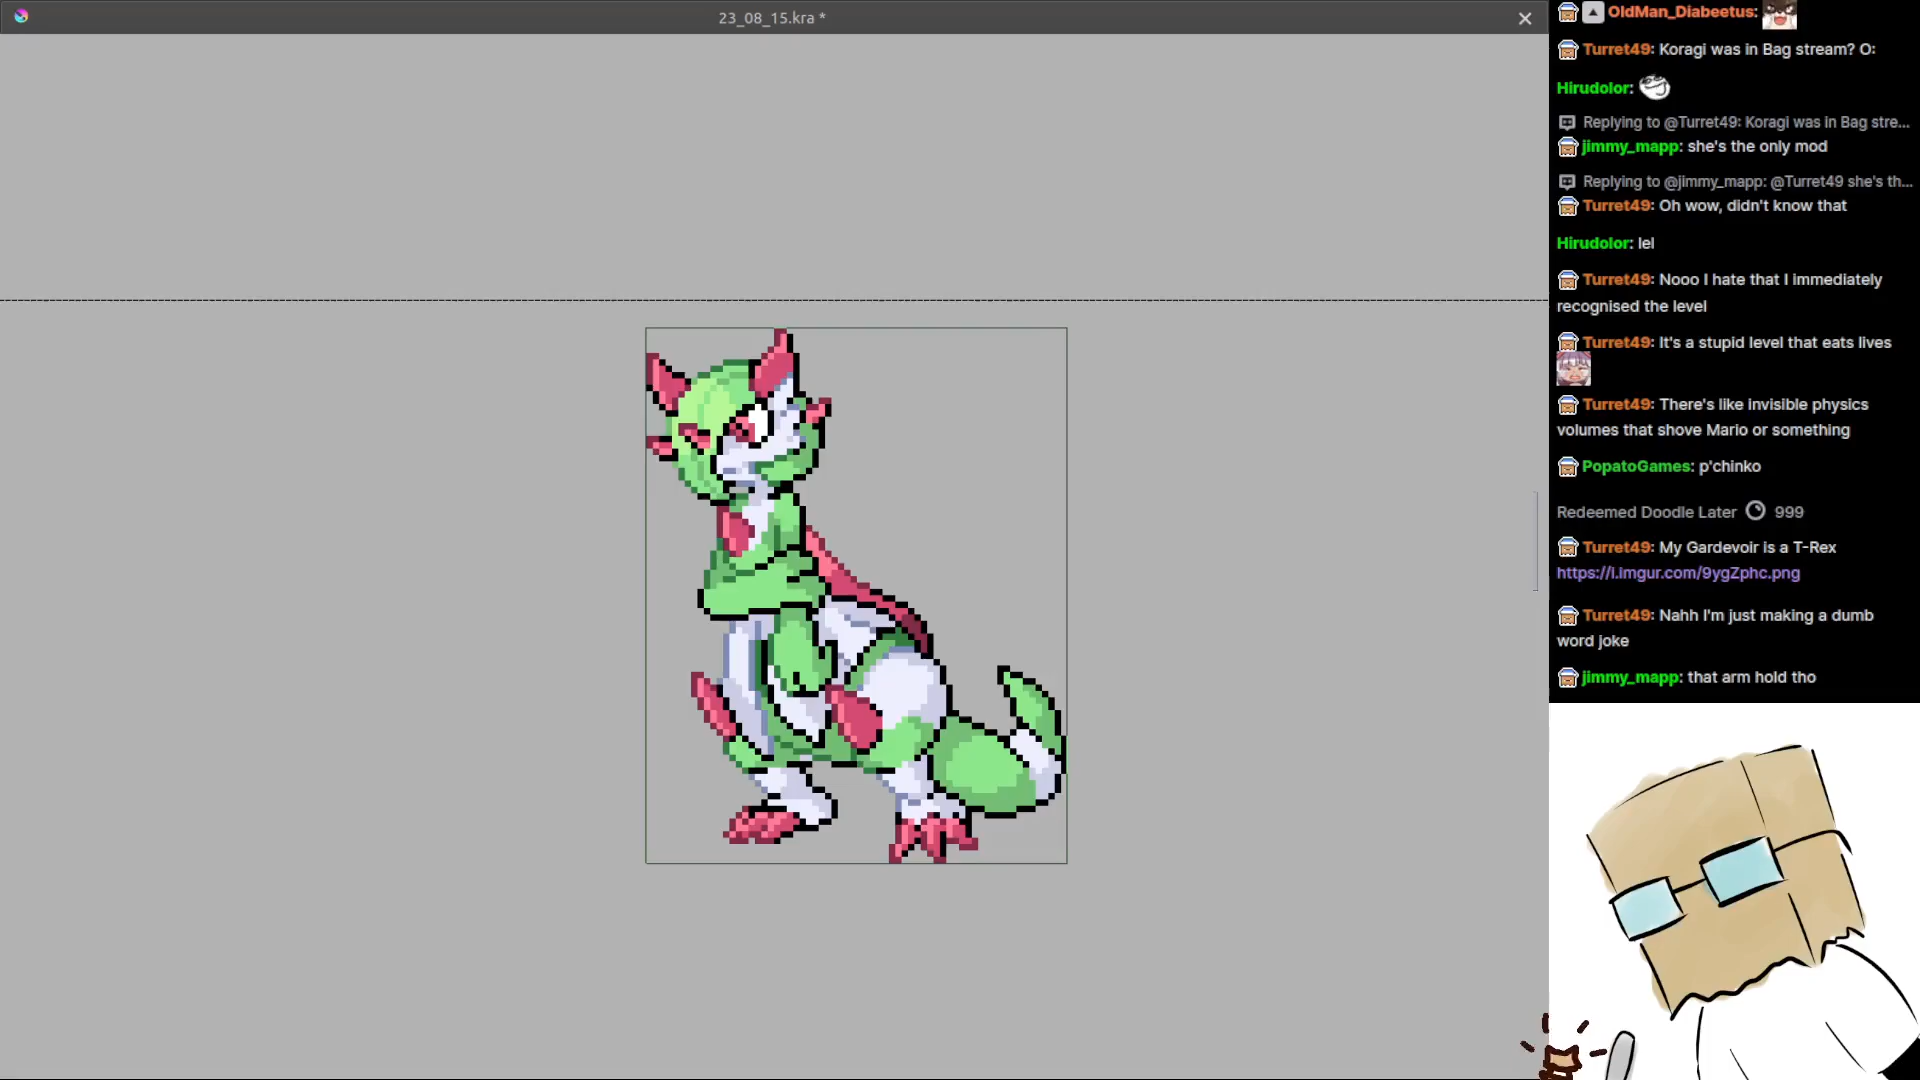 23_08_15.kra *
OldMan_Diabeetus:
Turret49: Koragi was in Bag stream? O:
Hirudolor:
Replying to @Turret49: Koragi was in Bag stre...
jimmy_mapp: she's the only mod
Replying to @jimmy_mapp: @Turret49 she's th...
Turret49: Oh wow, didn't know that
Hirudolor: lel
Turret49: Nooo I hate that I immediately
recognised the level
Turret49: It's a stupid level that eats lives
Turret49: There's like invisible physics
volumes that shove Mario or something
PopatoGames: p'chinko
Redeemed Doodle Later 999
Turret49: My Gardevoir is a T-Rex
https://i.imgur.com/9ygZphc.png
Turret49: Nahh I'm just making a dumb
word joke
jimmy_mapp: that arm hold tho